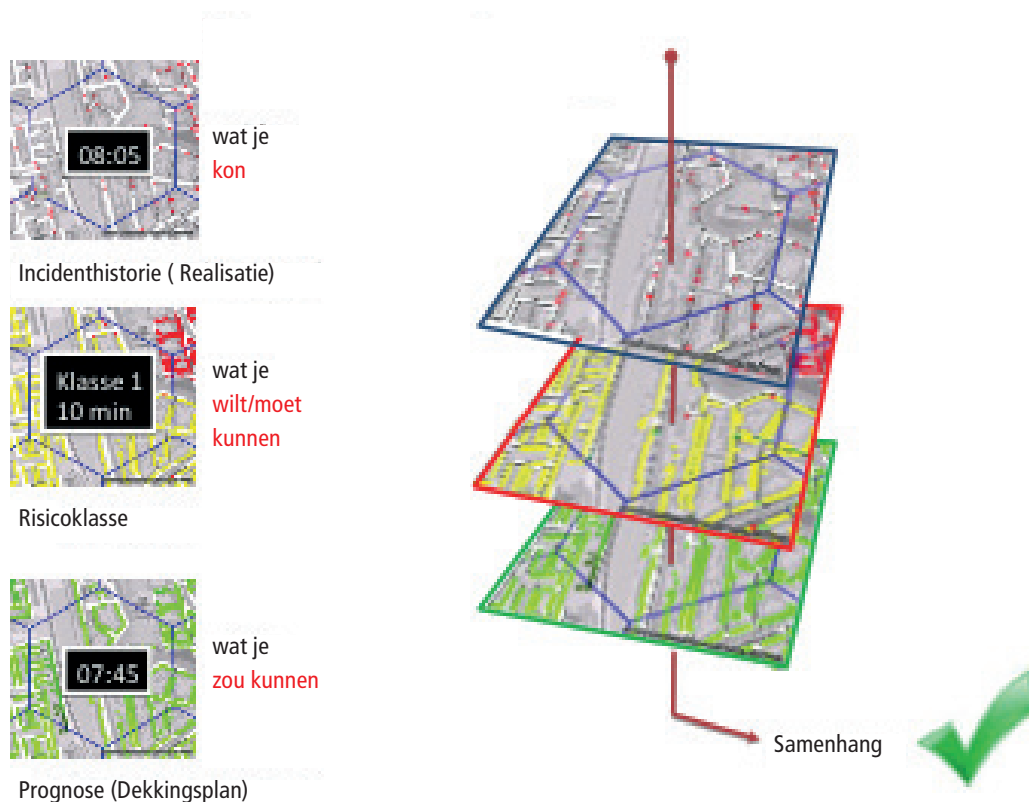 08:05
wat je
kon
Incidenthistorie ( Realisatie)
Klasse 1
10 min
wat je
wilt/moet
kunnen
Risicoklasse
07:45
wat je
zou kunnen
Prognose (Dekkingsplan)
Samenhang